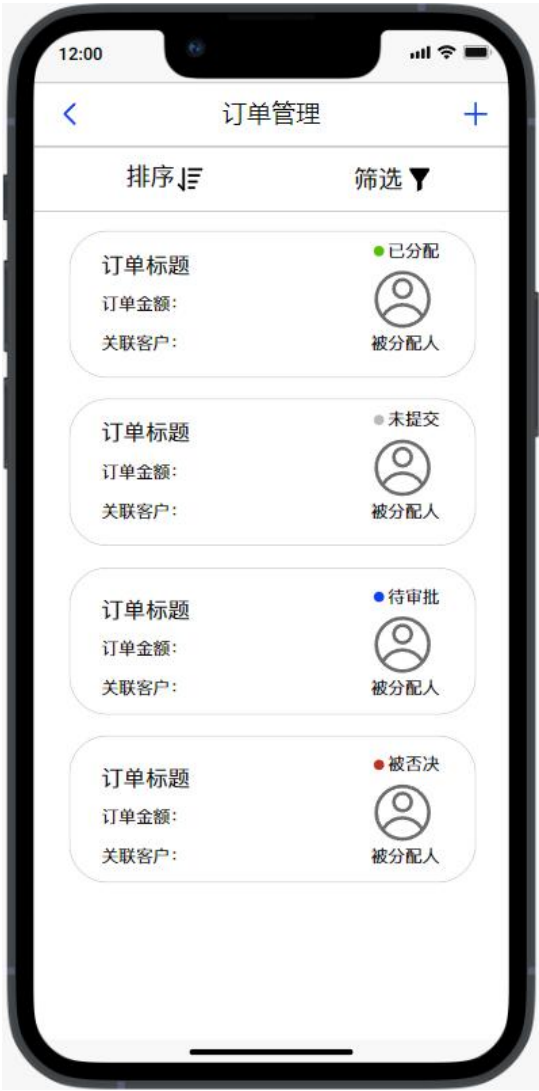 12:00
订单管理
排序
筛选
订单标题
已分配
订单金额：
关联客户：
被分配人
订单标题
未提交
订单金额：
关联客户：
被分配人
订单标题
待审批
订单金额：
关联客户：
被分配人
订单标题
被否决
订单金额：
关联客户：
被分配人